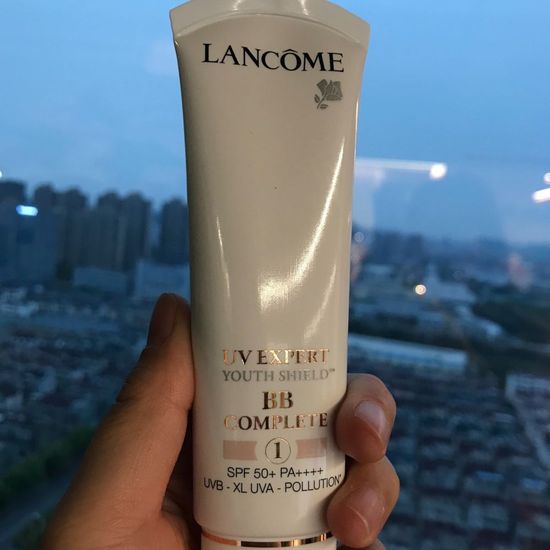 LANCÔME
UV EXPERT
YOUTH SHIELD™
BB
COMPLETE
1
SPF 50+ PA++++
UVB - XL UVA - POLLUTION*